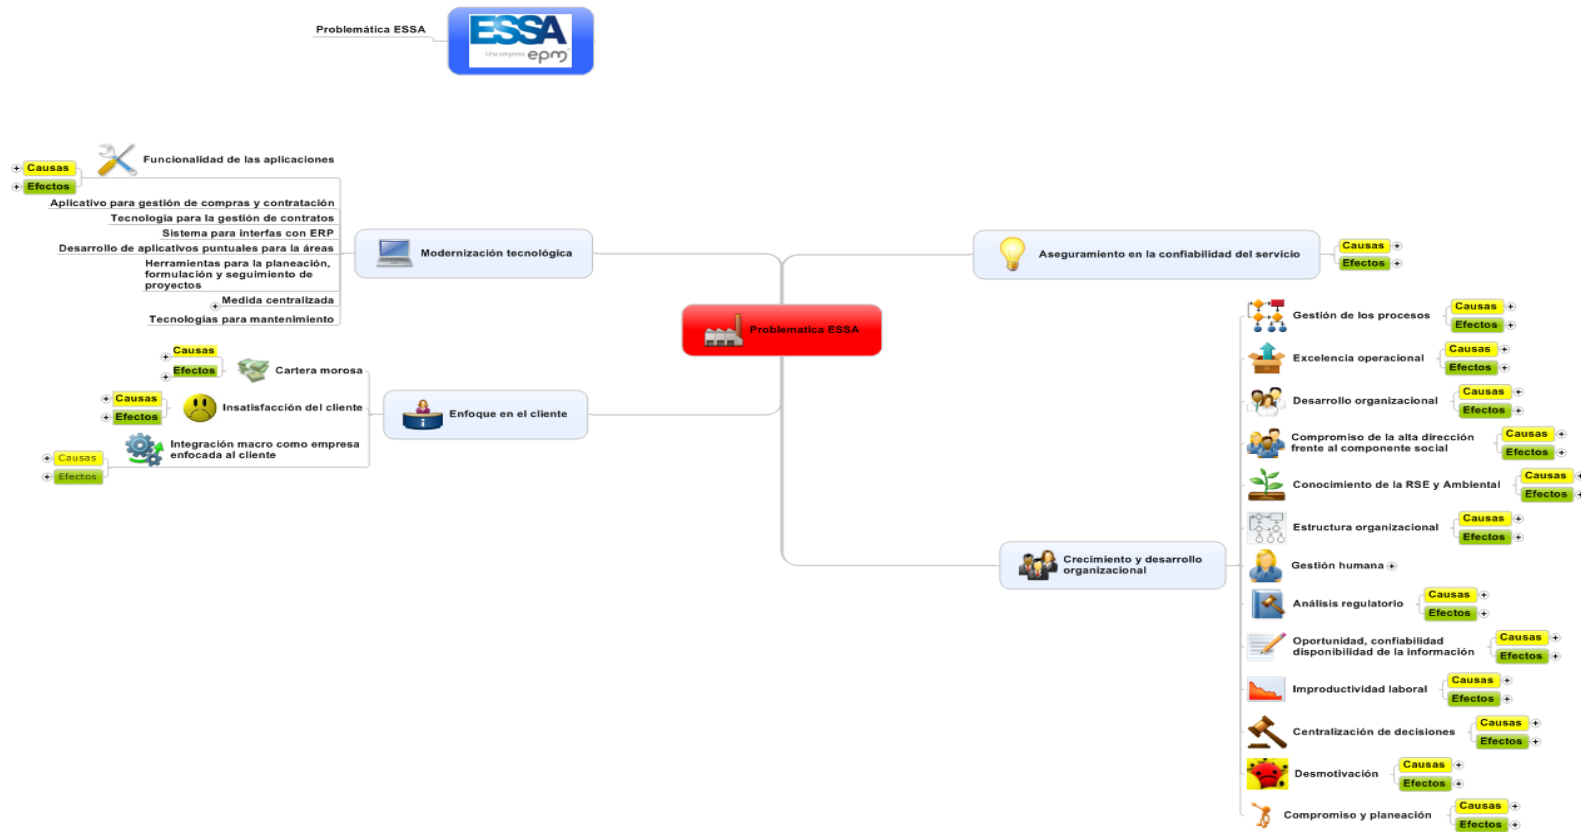 Problemática ESSA
ESSA
Una empresa epm
Funcionalidad de las aplicaciones
Causas
Efectos
Aplicativo para gestión de compras y contratación
Tecnología para la gestión de contratos
Sistema para interfas con ERP
Desarrollo de aplicativos puntuales para la áreas
Herramientas para la planeación,
formulación y seguimiento de
proyectos
Medida centralizada
Tecnologías para mantenimiento
Modernización tecnológica
Causas
Efectos
Cartera morosa
Causas
Efectos
Insatisfacción del cliente
Integración macro como empresa
enfocada al cliente
Causas
Efectos
Enfoque en el cliente
Problematica ESSA
Aseguramiento en la confiabilidad del servicio
Causas
Efectos
Crecimiento y desarrollo
organizacional
Gestión de los procesos
Causas
Efectos
Excelencia operacional
Causas
Efectos
Desarrollo organizacional
Causas
Efectos
Compromiso de la alta dirección
frente al componente social
Causas
Efectos
Conocimiento de la RSE y Ambiental
Causas
Efectos
Estructura organizacional
Causas
Efectos
Gestión humana
Análisis regulatorio
Causas
Efectos
Oportunidad, confiabilidad
disponibilidad de la información
Causas
Efectos
Improductividad laboral
Causas
Efectos
Centralización de decisiones
Causas
Efectos
Desmotivación
Causas
Efectos
Compromiso y planeación
Causas
Efectos